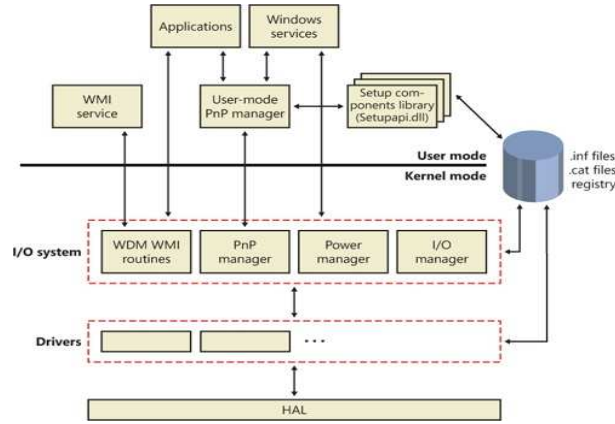 Applications
Windows
services
WMI
service
User-mode
PnP manager
Setup com-
ponents library
(Setupapi.dll)
User mode
Kernel mode
.inf files
.cat files
registry
I/O system
WDM WMI
routines
PnP
manager
Power
manager
I/O
manager
Drivers
...
HAL